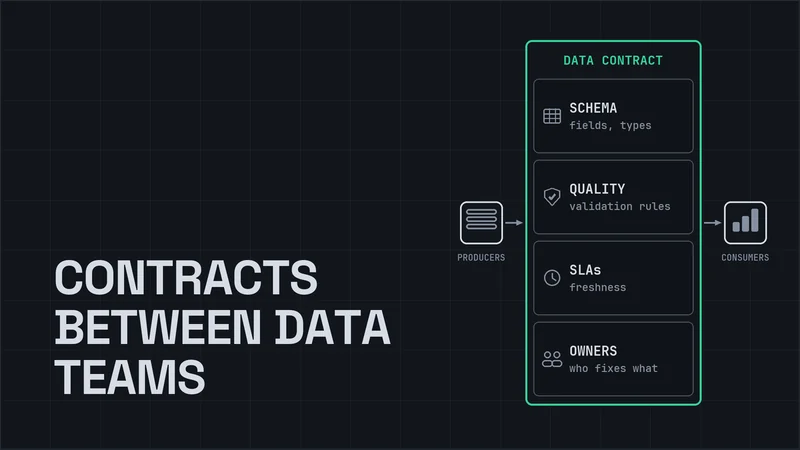 CONTRACTS
BETWEEN DATA
TEAMS
PRODUCERS
DATA CONTRACT
SCHEMA
fields, types
QUALITY
validation rules
SLAs
freshness
OWNERS
who fixes what
CONSUMERS